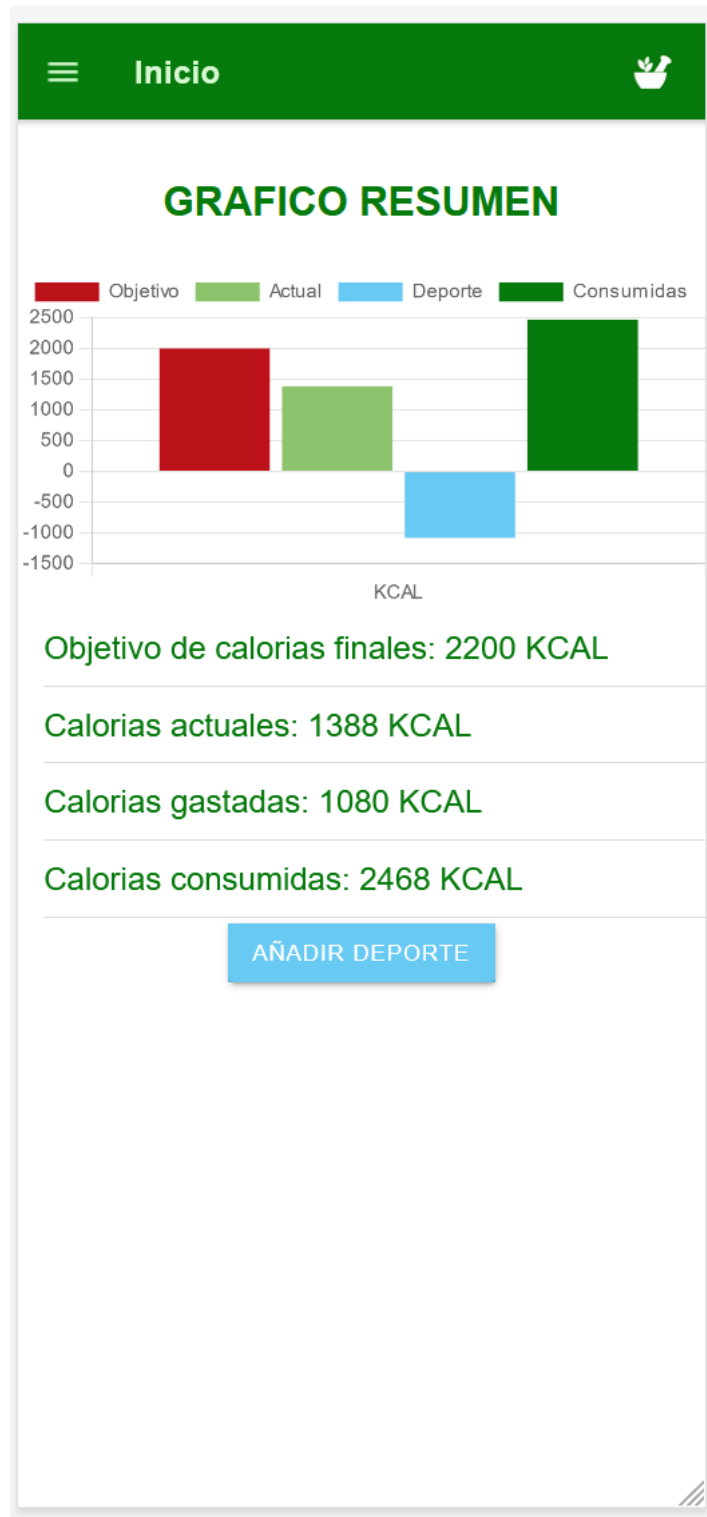 Inicio
GRAFICO RESUMEN
Objetivo Actual Deporte Consumidas
2500
2000
1500
1000
500
0
-500
-1000
-1500
KCAL
Objetivo de calorias finales: 2200 KCAL
Calorias actuales: 1388 KCAL
Calorias gastadas: 1080 KCAL
Calorias consumidas: 2468 KCAL
AÑADIR DEPORTE